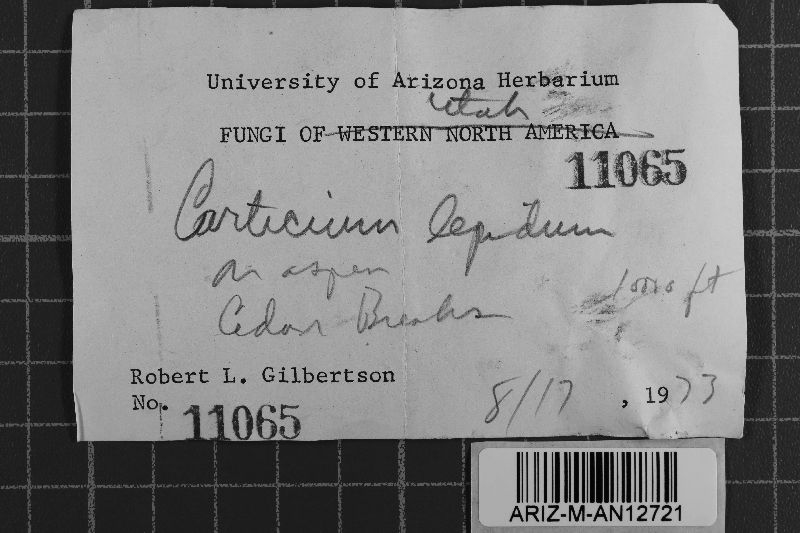 University of Arizona Herbarium
Utah
FUNGI OF WESTERN NORTH AMERICA
11065
Corticium lepidum
on aspen
Cedar Breaks 10000 ft
Robert L. Gilbertson
No. 11065
8/17, 1973
ARIZ-M-AN12721